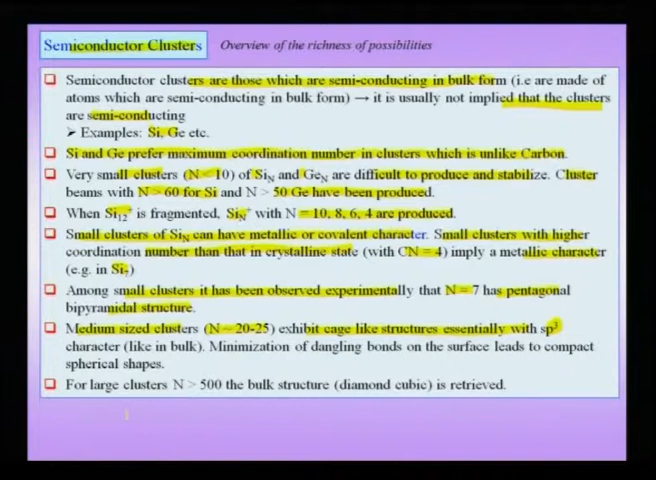 Semiconductor Clusters
Overview of the richness of possibilities
❑ Semiconductor clusters are those which are semi-conducting in bulk form (i.e are made of
atoms which are semi-conducting in bulk form) → it is usually not implied that the clusters
are semi-conducting
➤ Examples: Si, Ge etc.
❑ Si and Ge prefer maximum coordination number in clusters which is unlike Carbon.
❑ Very small clusters (N < 10) of SiN and GeN are difficult to produce and stabilize. Cluster
beams with N > 60 for Si and N > 50 Ge have been produced.
❑ When Si12+ is fragmented, SiN+ with N = 10, 8, 6, 4 are produced.
❑ Small clusters of SiN can have metallic or covalent character. Small clusters with higher
coordination number than that in crystalline state (with CN = 4) imply a metallic character
(e.g. in Si7)
❑ Among small clusters it has been observed experimentally that N = 7 has pentagonal
bipyramidal structure.
❑ Medium sized clusters (N ~ 20-25) exhibit cage like structures essentially with sp3
character (like in bulk). Minimization of dangling bonds on the surface leads to compact
spherical shapes.
❑ For large clusters N > 500 the bulk structure (diamond cubic) is retrieved.